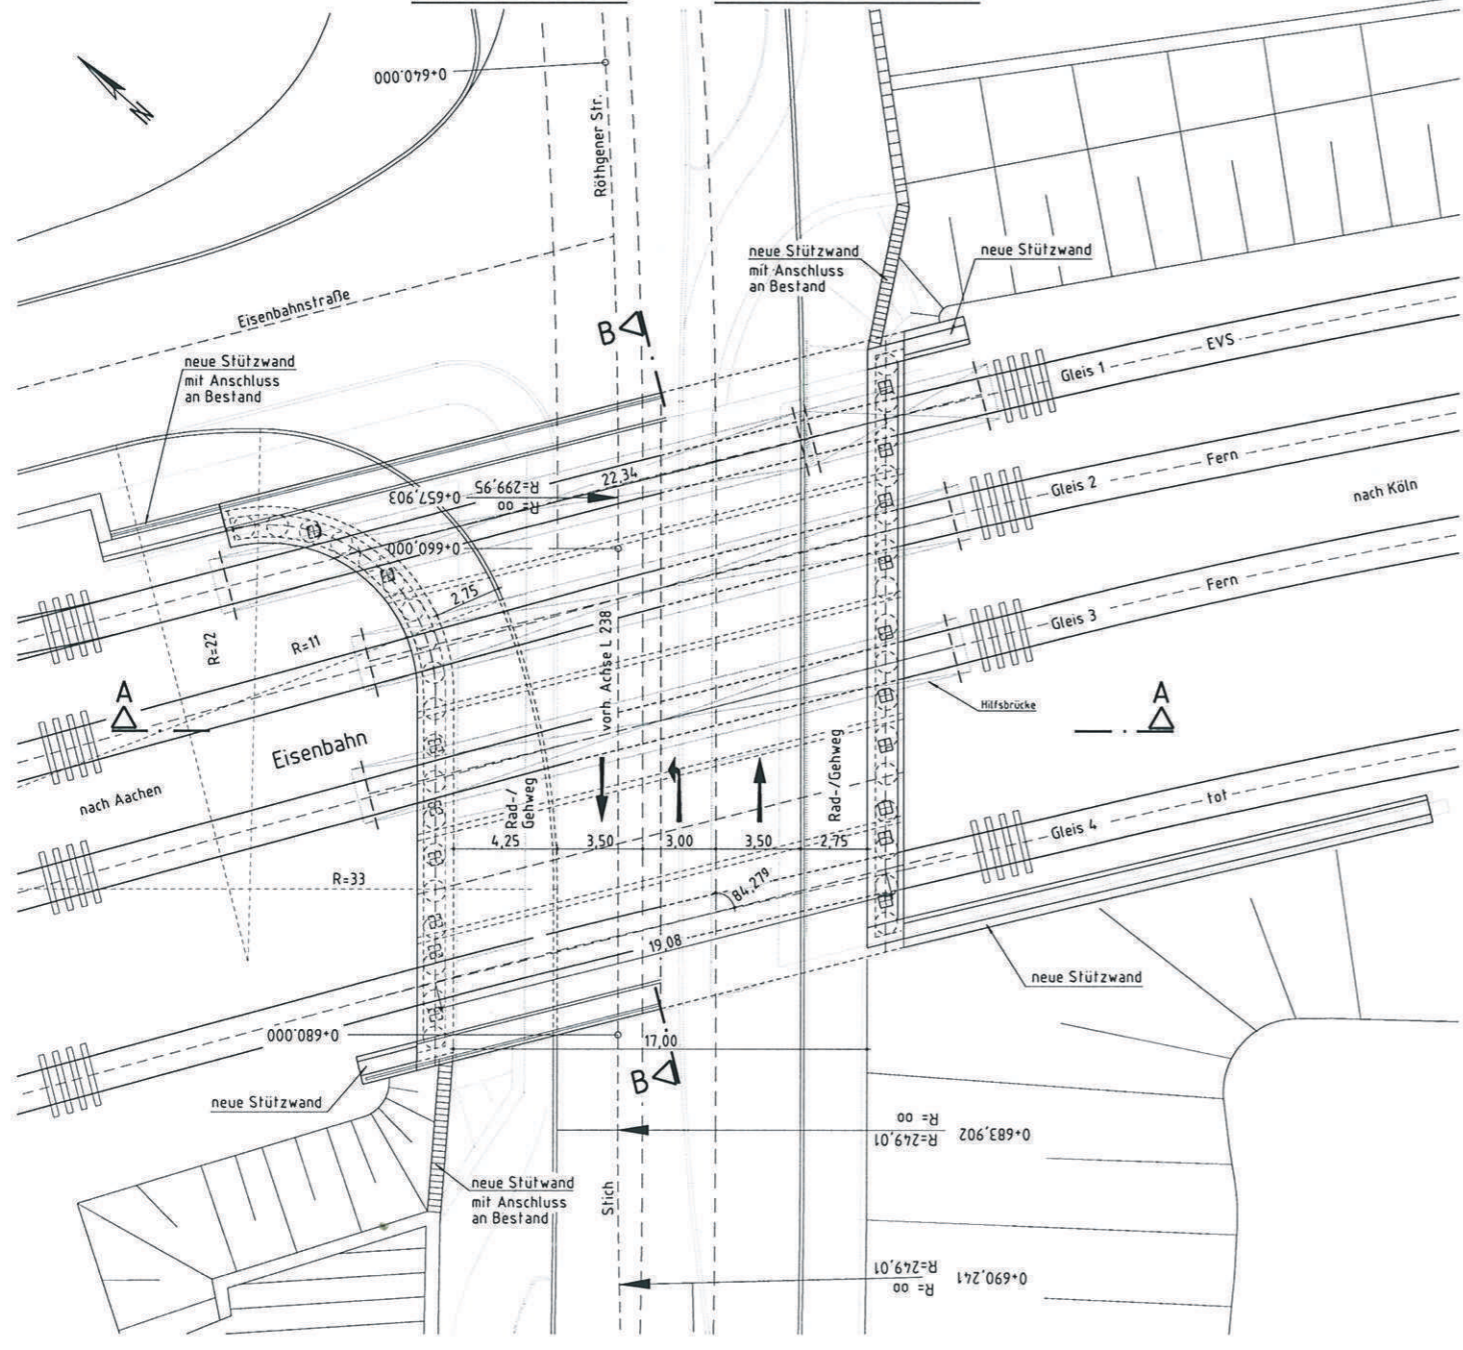 N
0+640.000
Röthgener Str.
Eisenbahnstraße
neue Stützwand
mit Anschluss
an Bestand
neue Stützwand
mit Anschluss
an Bestand
neue Stützwand
B
Gleis 1
EVS
Gleis 2
Fern
nach Köln
Gleis 3
Fern
22,34
R=299,95
R= oo
0+657,903
0+660,000
2,75
R=22
R=11
vorh. Achse L 238
A
Eisenbahn
nach Aachen
Hilfsbrücke
A
Rad-/
Gehweg
Rad-/Gehweg
4,25
3,50
3,00
3,50
2,75
Gleis 4
tot
R=33
84,279
19,08
neue Stützwand
0+680.000
17,00
B
neue Stützwand
R= oo
R=249,01
0+683,902
neue Stütwand
mit Anschluss
an Bestand
Stich
R=249,01
R= oo
0+690,241